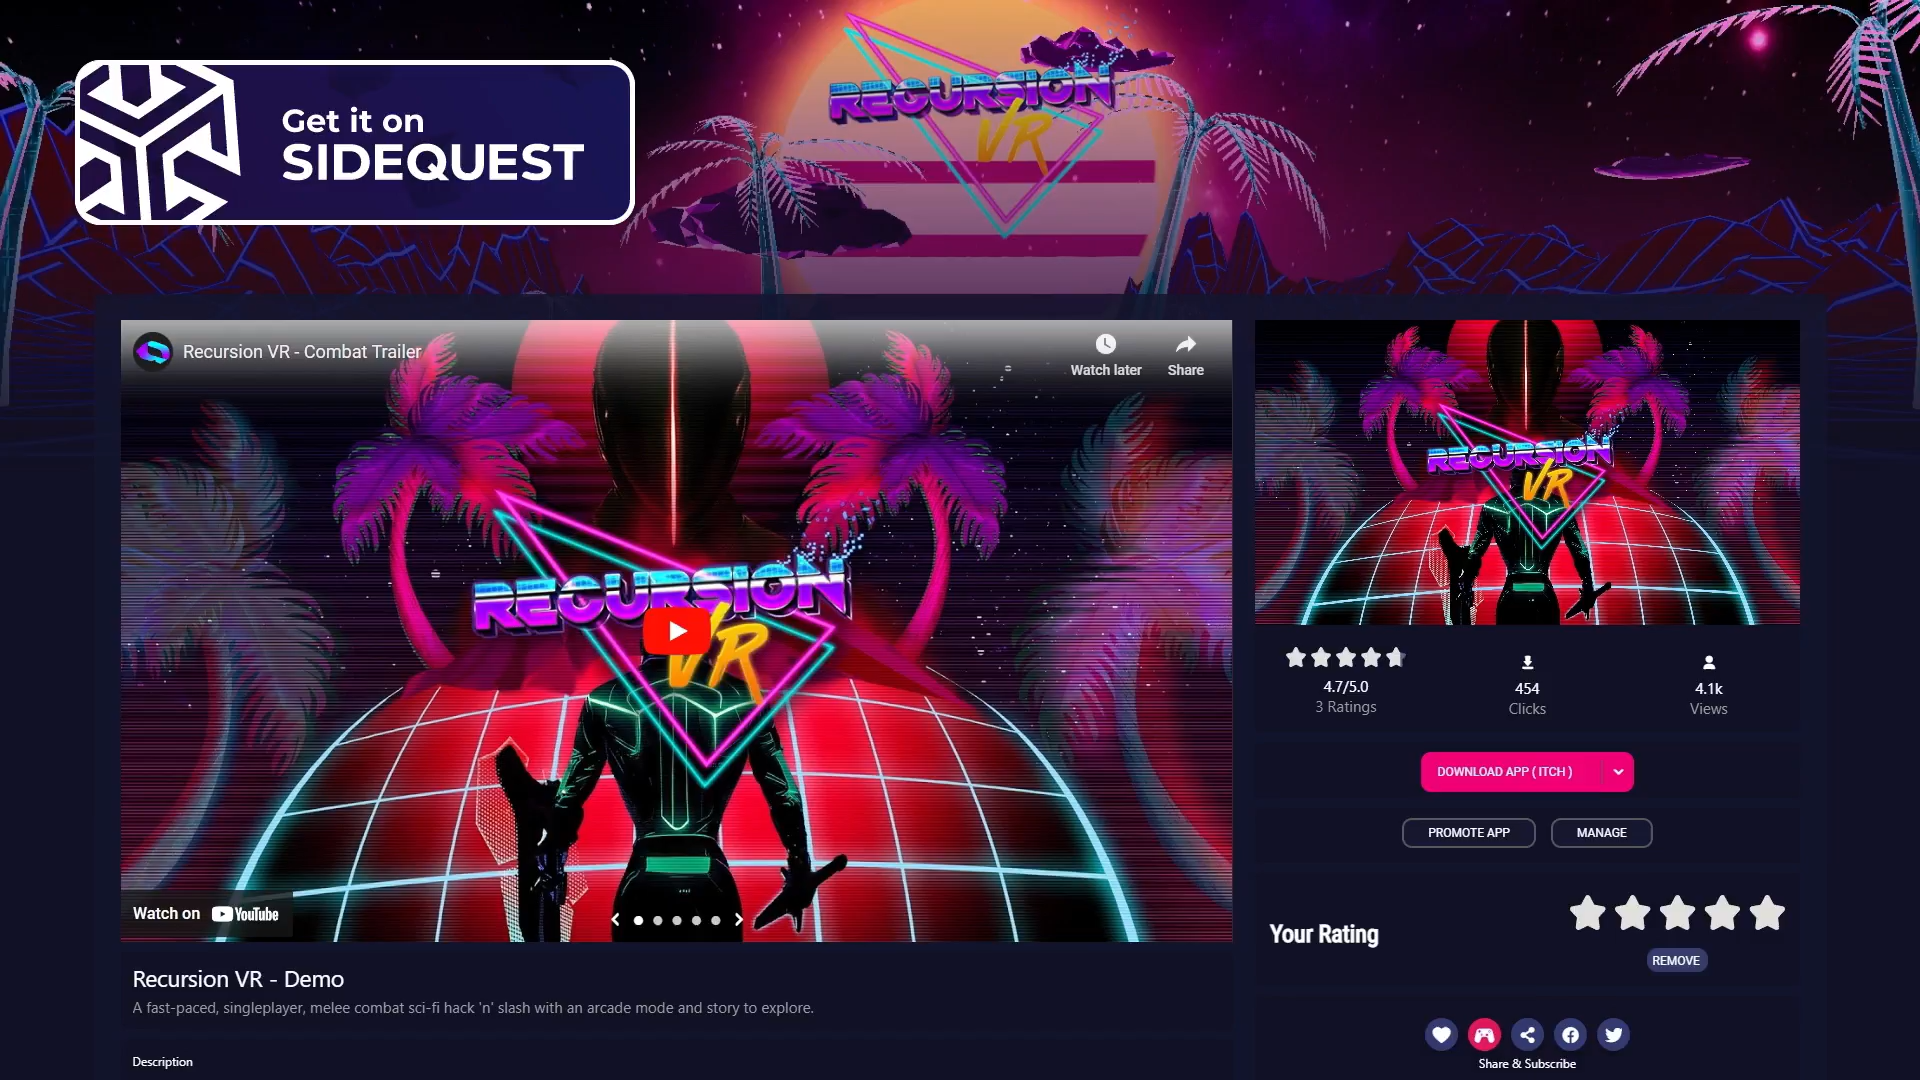 Get it on
SIDEQUEST
RECURSION
VR
Recursion VR - Combat Trailer
Watch later
Share
RECURSION
VR
Watch on YouTube
RECURSION
VR
4.7/5.0
3 Ratings
454
Clicks
4.1k
Views
DOWNLOAD APP ( ITCH )
PROMOTE APP
MANAGE
Your Rating
REMOVE
Recursion VR - Demo
A fast-paced, singleplayer, melee combat sci-fi hack 'n' slash with an arcade mode and story to explore.
Description
Share & Subscribe